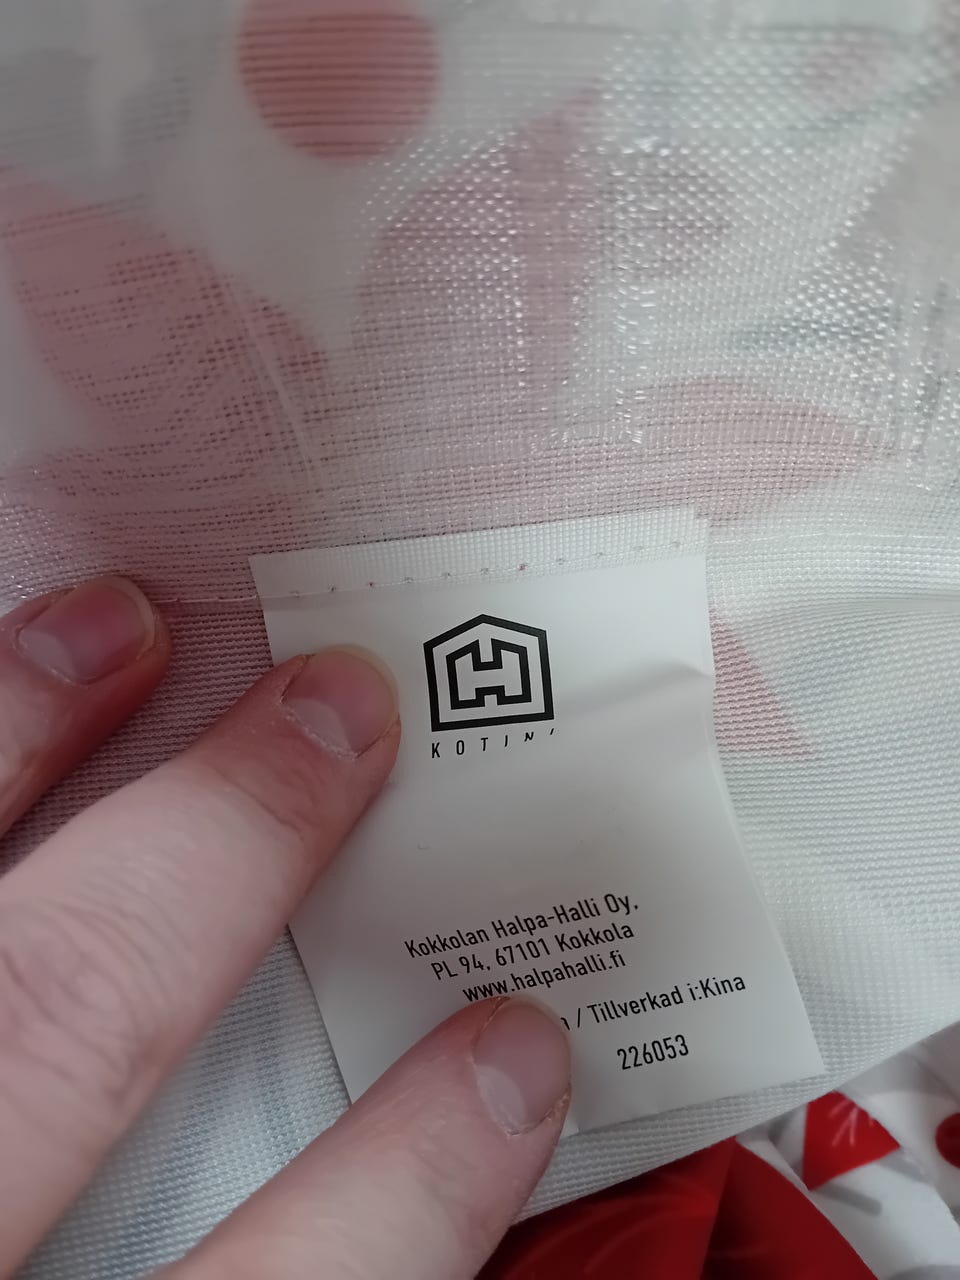 KOTINI
Kokkolan Halpa-Halli Oy,
PL 94, 67101 Kokkola
www.halpahalli.fi
/ Tillverkad i:Kina
226053